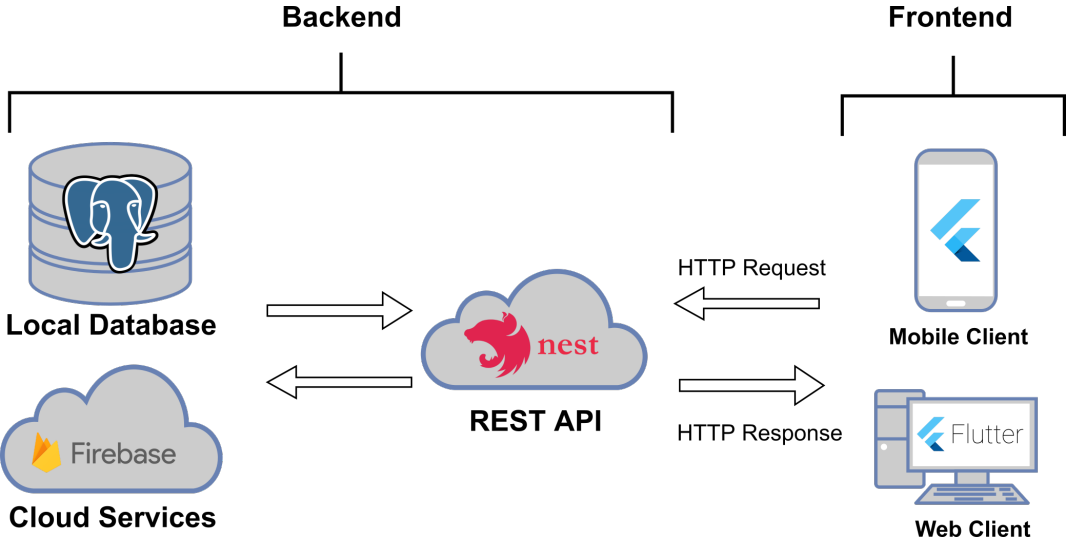 Backend
Frontend
Local Database
HTTP Request
nest
Mobile Client
REST API
HTTP Response
Firebase
Flutter
Cloud Services
Web Client